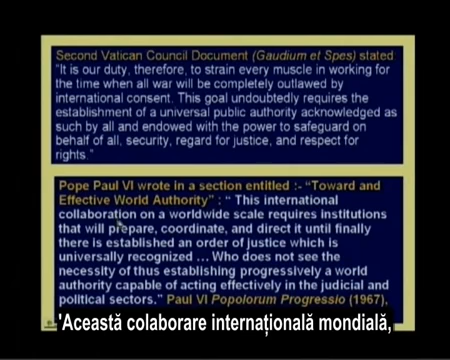 Second Vatican Council Document (Gaudium et Spes) stated
"It is our duty, therefore, to strain every muscle in working for
the time when all war will be completely outlawed by
international consent. This goal undoubtedly requires the
establishment of a universal public authority acknowledged as
such by all and endowed with the power to safeguard on
behalf of all, security, regard for justice, and respect for
rights."
Pope Paul VI wrote in a section entitled :- “Toward and
Effective World Authority” : “ This international
collaboration on a worldwide scale requires institutions
that will prepare, coordinate, and direct it until finally
there is established an order of justice which is
universally recognized ... Who does not see the
necessity of thus establishing progressively a world
authority capable of acting effectively in the judicial and
political sectors.” Paul VI Popolorum Progressio (1967),
'Această colaborare internațională mondială,